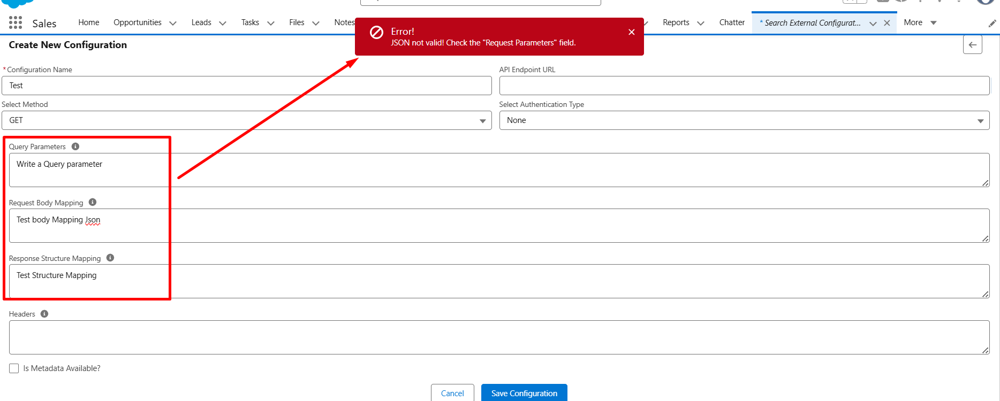 Sales
Home
Opportunities
Leads
Tasks
Files
Notes
Reports
Chatter
* Search External Configurat...
More
Error!
JSON not valid! Check the "Request Parameters" field.
Create New Configuration
*Configuration Name
API Endpoint URL
Test
Select Method
Select Authentication Type
GET
None
Query Parameters
Write a Query parameter
Request Body Mapping
Test body Mapping Json
Response Structure Mapping
Test Structure Mapping
Headers
Is Metadata Available?
Cancel
Save Configuration